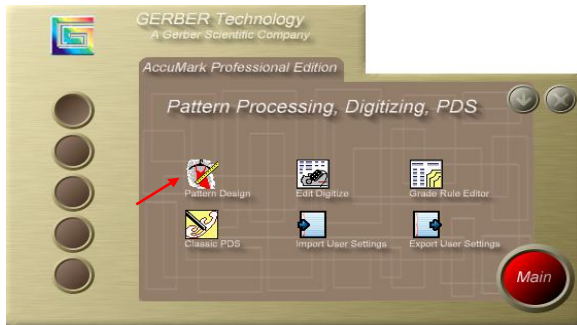 GERBER Technology
A Gerber Scientific Company
AccuMark Professional Edition
Pattern Processing, Digitizing, PDS
Pattern Design
Edit Digitize
Grade Rule Editor
Classic PDS
Import User Settings
Export User Settings
Main